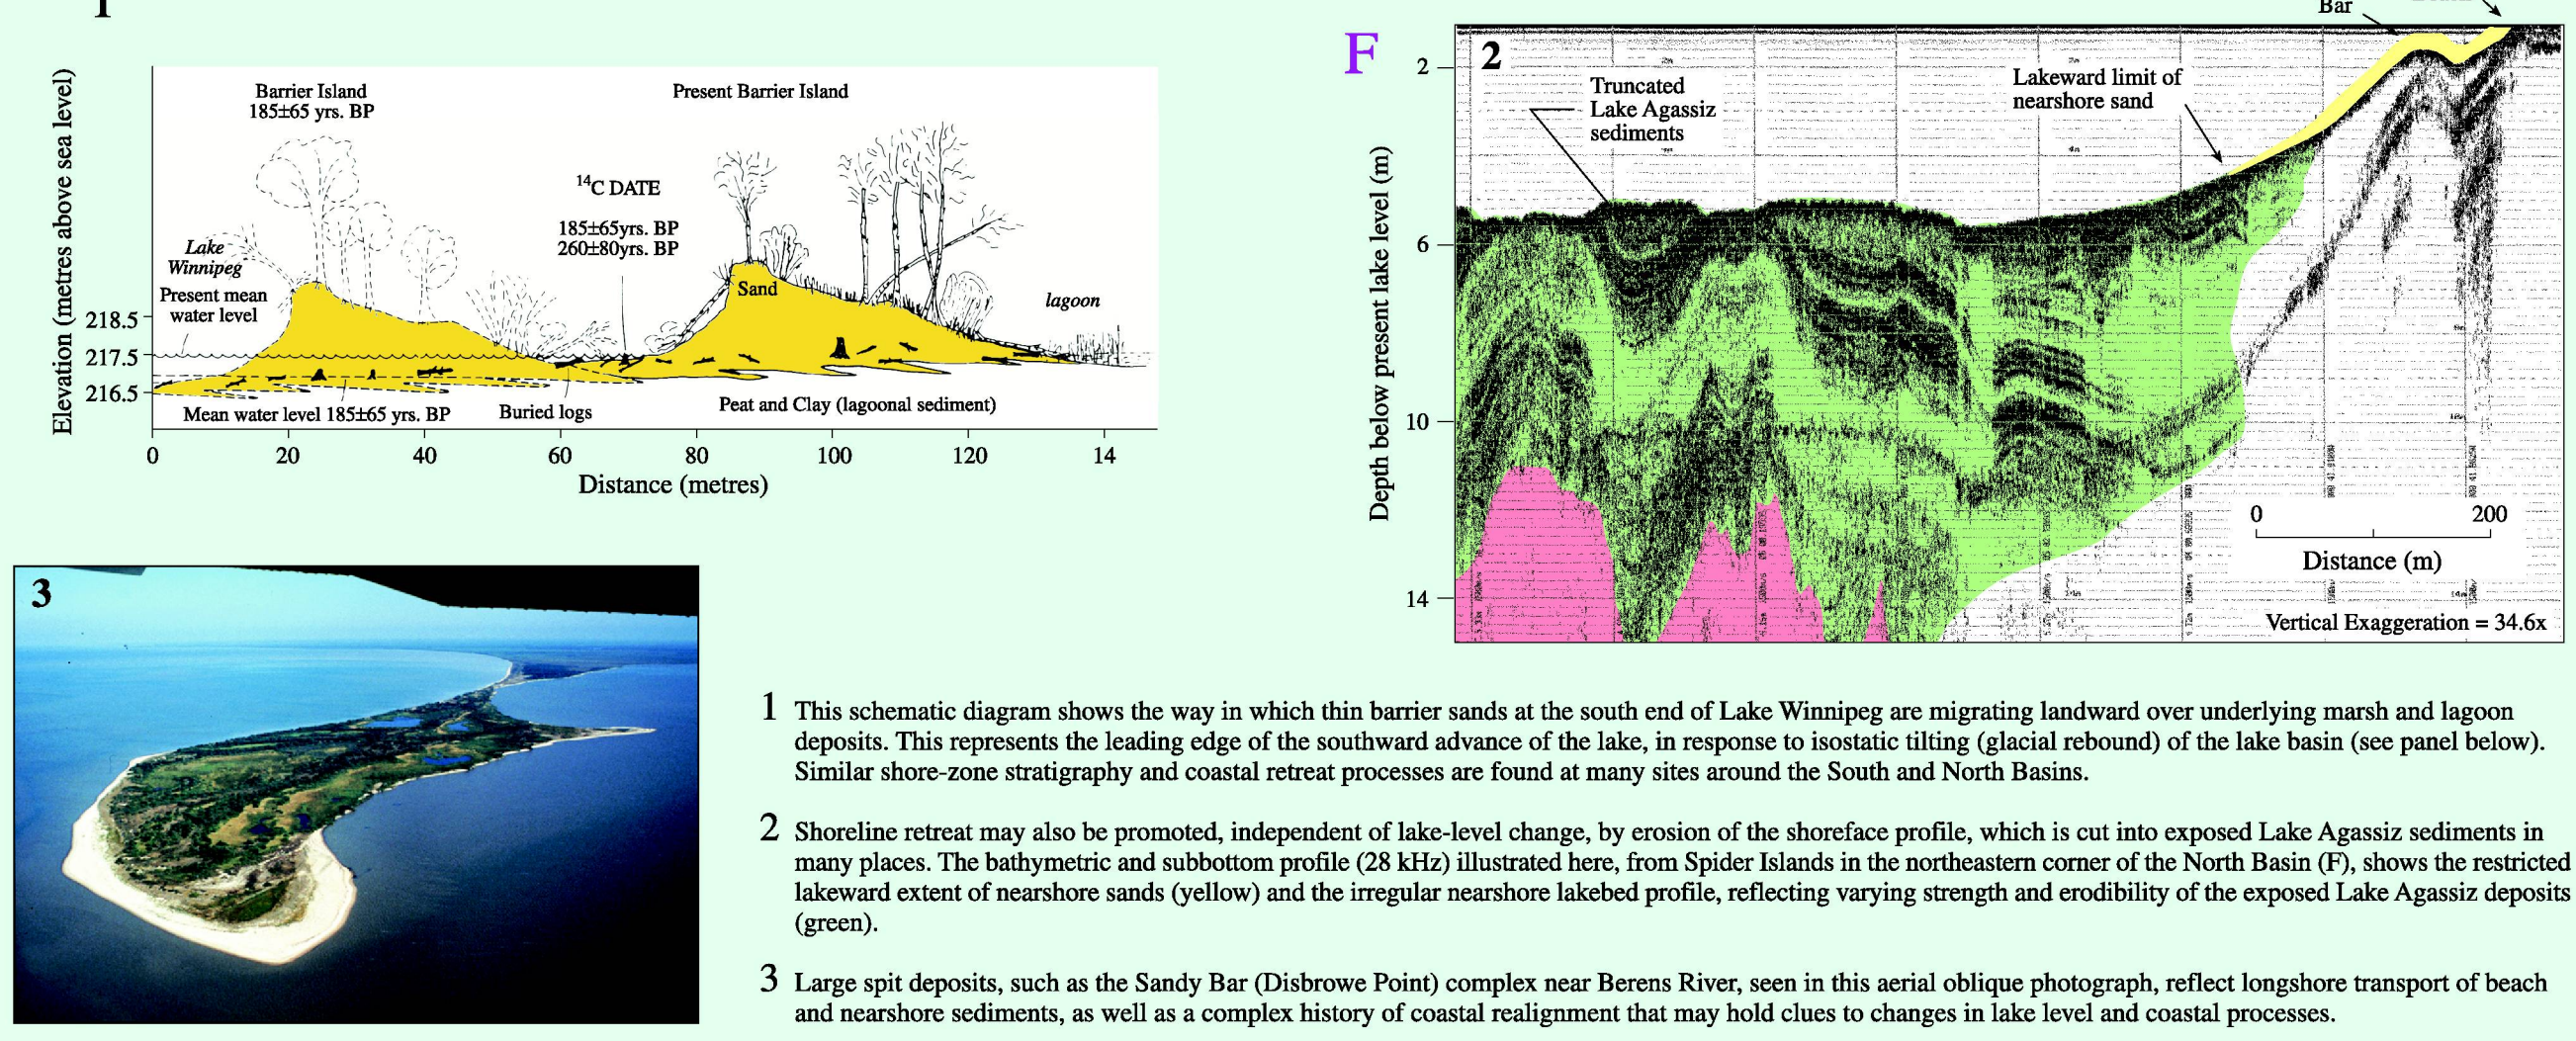 1
Elevation (metres above sea level)
218.5
217.5
216.5
Barrier Island
185±65 yrs. BP
Present Barrier Island
14C DATE
185±65yrs. BP
260±80yrs. BP
Lake
Winnipeg
Present mean
water level
Sand
lagoon
Mean water level 185±65 yrs. BP
Buried logs
Peat and Clay (lagoonal sediment)
0 20 40 60 80 100 120 14
Distance (metres)
F
Bar
2
Depth below present lake level (m)
2
6
10
14
Truncated
Lake Agassiz
sediments
Lakeward limit of
nearshore sand
0 200
Distance (m)
Vertical Exaggeration = 34.6x
3
1 This schematic diagram shows the way in which thin barrier sands at the south end of Lake Winnipeg are migrating landward over underlying marsh and lagoon
deposits. This represents the leading edge of the southward advance of the lake, in response to isostatic tilting (glacial rebound) of the lake basin (see panel below).
Similar shore-zone stratigraphy and coastal retreat processes are found at many sites around the South and North Basins.
2 Shoreline retreat may also be promoted, independent of lake-level change, by erosion of the shoreface profile, which is cut into exposed Lake Agassiz sediments in
many places. The bathymetric and subbottom profile (28 kHz) illustrated here, from Spider Islands in the northeastern corner of the North Basin (F), shows the restricted
lakeward extent of nearshore sands (yellow) and the irregular nearshore lakebed profile, reflecting varying strength and erodibility of the exposed Lake Agassiz deposits
(green).
3 Large spit deposits, such as the Sandy Bar (Disbrowe Point) complex near Berens River, seen in this aerial oblique photograph, reflect longshore transport of beach
and nearshore sediments, as well as a complex history of coastal realignment that may hold clues to changes in lake level and coastal processes.